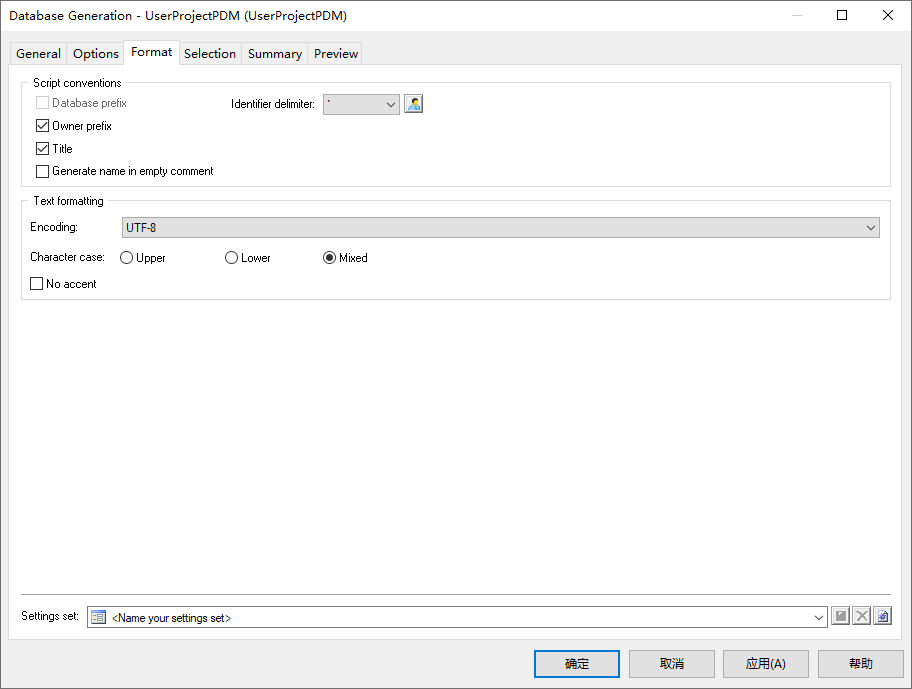 Database Generation - UserProjectPDM (UserProjectPDM)
General Options Format Selection Summary Preview
Script conventions
Database prefix Identifier delimiter: `
Owner prefix
Title
Generate name in empty comment
Text formatting
Encoding: UTF-8
Character case: Upper Lower Mixed
No accent
Settings set: <Name your settings set>
确定 取消 应用(A) 帮助